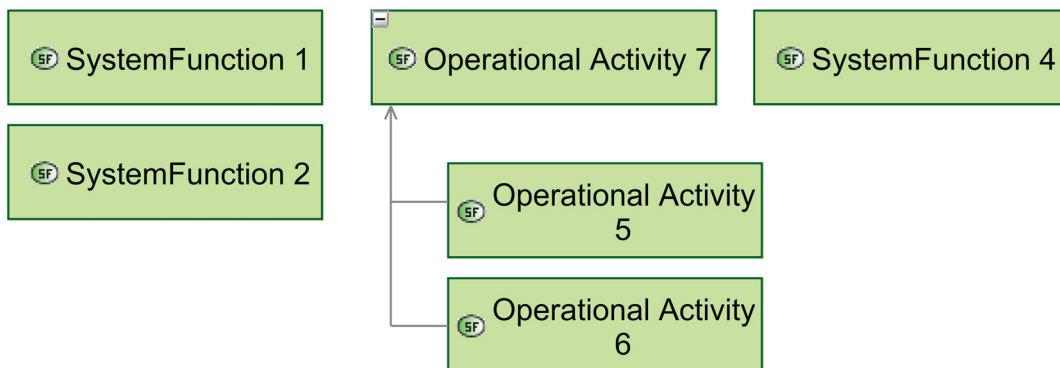 SystemFunction 1
Operational Activity 7
SystemFunction 4
SystemFunction 2
Operational Activity
5
Operational Activity
6